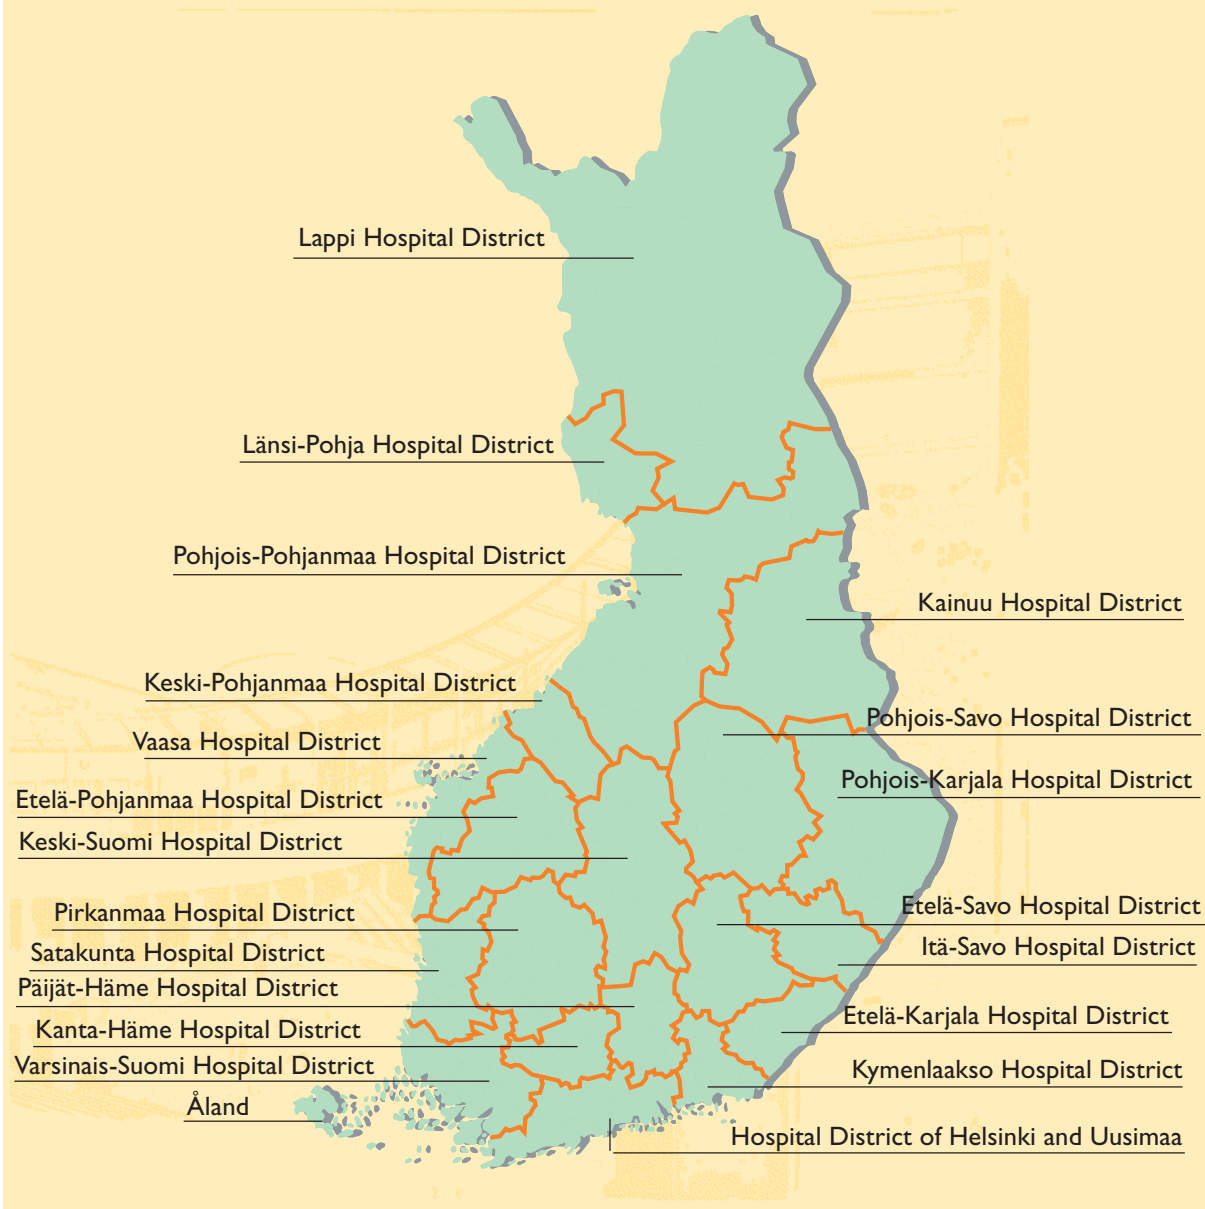 Lappi Hospital District
Länsi-Pohja Hospital District
Pohjois-Pohjanmaa Hospital District
Kainuu Hospital District
Keski-Pohjanmaa Hospital District
Pohjois-Savo Hospital District
Vaasa Hospital District
Pohjois-Karjala Hospital District
Etelä-Pohjanmaa Hospital District
Keski-Suomi Hospital District
Etelä-Savo Hospital District
Pirkanmaa Hospital District
Itä-Savo Hospital District
Satakunta Hospital District
Päijät-Häme Hospital District
Etelä-Karjala Hospital District
Kanta-Häme Hospital District
Varsinais-Suomi Hospital District
Kymenlaakso Hospital District
Åland
Hospital District of Helsinki and Uusimaa